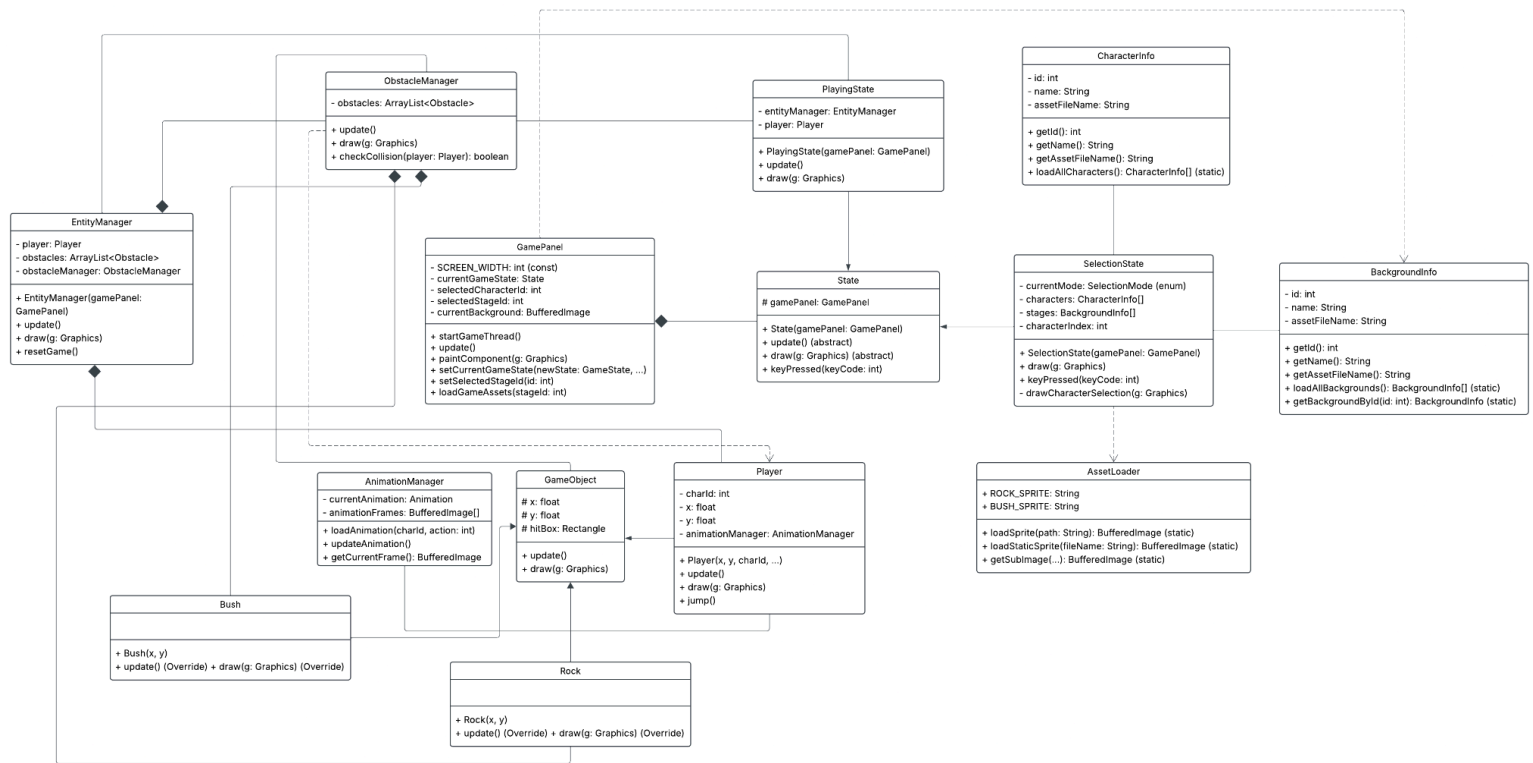 CharacterInfo
- id: int
- name: String
- assetFileName: String
+ getId(): int
+ getName(): String
+ getAssetFileName(): String
+ loadAllCharacters(): CharacterInfo[] (static)
ObstacleManager
- obstacles: ArrayList<Obstacle>
+ update()
+ draw(g: Graphics)
+ checkCollision(player: Player): boolean
PlayingState
- entityManager: EntityManager
- player: Player
+ PlayingState(gamePanel: GamePanel)
+ update()
+ draw(g: Graphics)
EntityManager
- player: Player
- obstacles: ArrayList<Obstacle>
- obstacleManager: ObstacleManager
+ EntityManager(gamePanel:
GamePanel)
+ update()
+ draw(g: Graphics)
+ resetGame()
GamePanel
- SCREEN_WIDTH: int (const)
- currentGameState: State
- selectedCharacterId: int
- selectedStageId: int
- currentBackground: BufferedImage
+ startGameThread()
+ update()
+ paintComponent(g: Graphics)
+ setCurrentGameState(newState: GameState, ...)
+ setSelectedStageId(id: int)
+ loadGameAssets(stageId: int)
State
# gamePanel: GamePanel
+ State(gamePanel: GamePanel)
+ update() (abstract)
+ draw(g: Graphics) (abstract)
+ keyPressed(keyCode: int)
SelectionState
- currentMode: SelectionMode (enum)
- characters: CharacterInfo[]
- stages: BackgroundInfo[]
- characterIndex: int
+ SelectionState(gamePanel: GamePanel)
+ draw(g: Graphics)
+ keyPressed(keyCode: int)
- drawCharacterSelection(g: Graphics)
BackgroundInfo
- id: int
- name: String
- assetFileName: String
+ getId(): int
+ getName(): String
+ getAssetFileName(): String
+ loadAllBackgrounds(): BackgroundInfo[] (static)
+ getBackgroundById(id: int): BackgroundInfo (static)
AnimationManager
- currentAnimation: Animation
- animationFrames: BufferedImage[]
+ loadAnimation(charId, action: int)
+ updateAnimation()
+ getCurrentFrame(): BufferedImage
GameObject
# x: float
# y: float
# hitBox: Rectangle
+ update()
+ draw(g: Graphics)
Player
- charId: int
- x: float
- y: float
- animationManager: AnimationManager
+ Player(x, y, charId, ...)
+ update()
+ draw(g: Graphics)
+ jump()
AssetLoader
+ ROCK_SPRITE: String
+ BUSH_SPRITE: String
+ loadSprite(path: String): BufferedImage (static)
+ loadStaticSprite(fileName: String): BufferedImage (static)
+ getSubImage(...): BufferedImage (static)
Bush
+ Bush(x, y)
+ update() (Override) + draw(g: Graphics) (Override)
Rock
+ Rock(x, y)
+ update() (Override) + draw(g: Graphics) (Override)